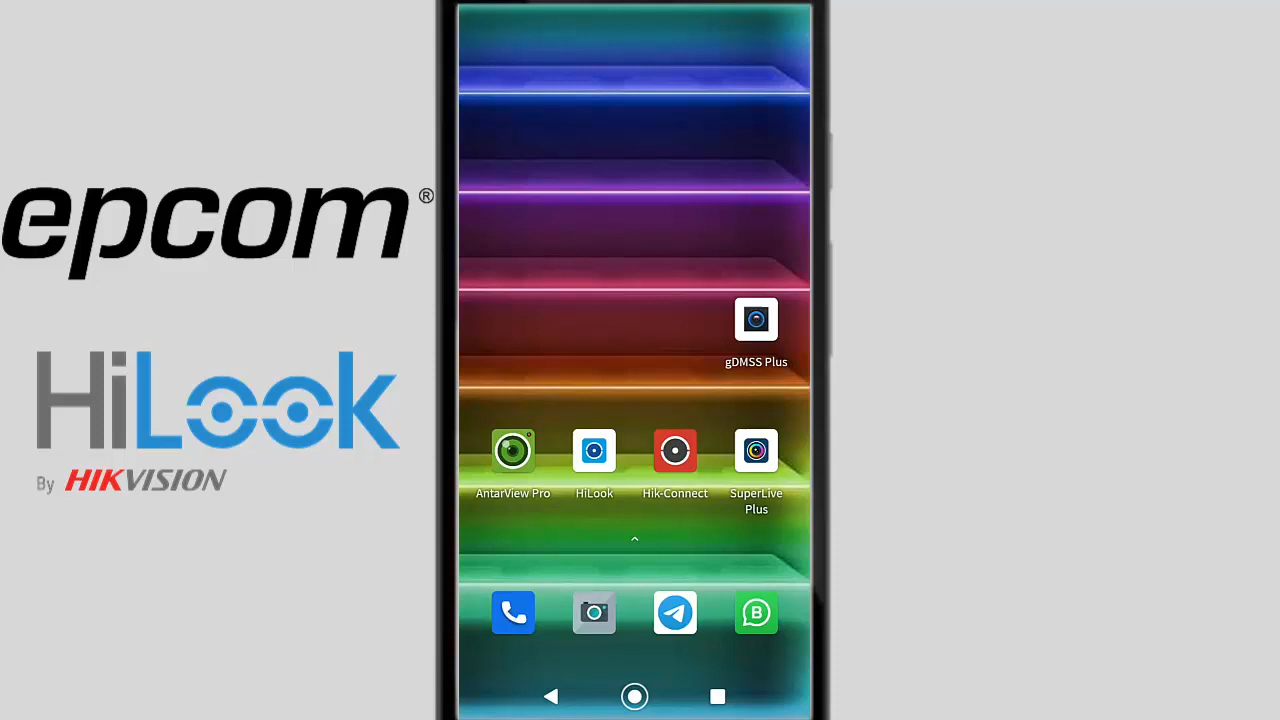 epcom®
HiLook
By HIKVISION
gDMSS Plus
AntarView Pro
HiLook
Hik-Connect
SuperLive
Plus
B